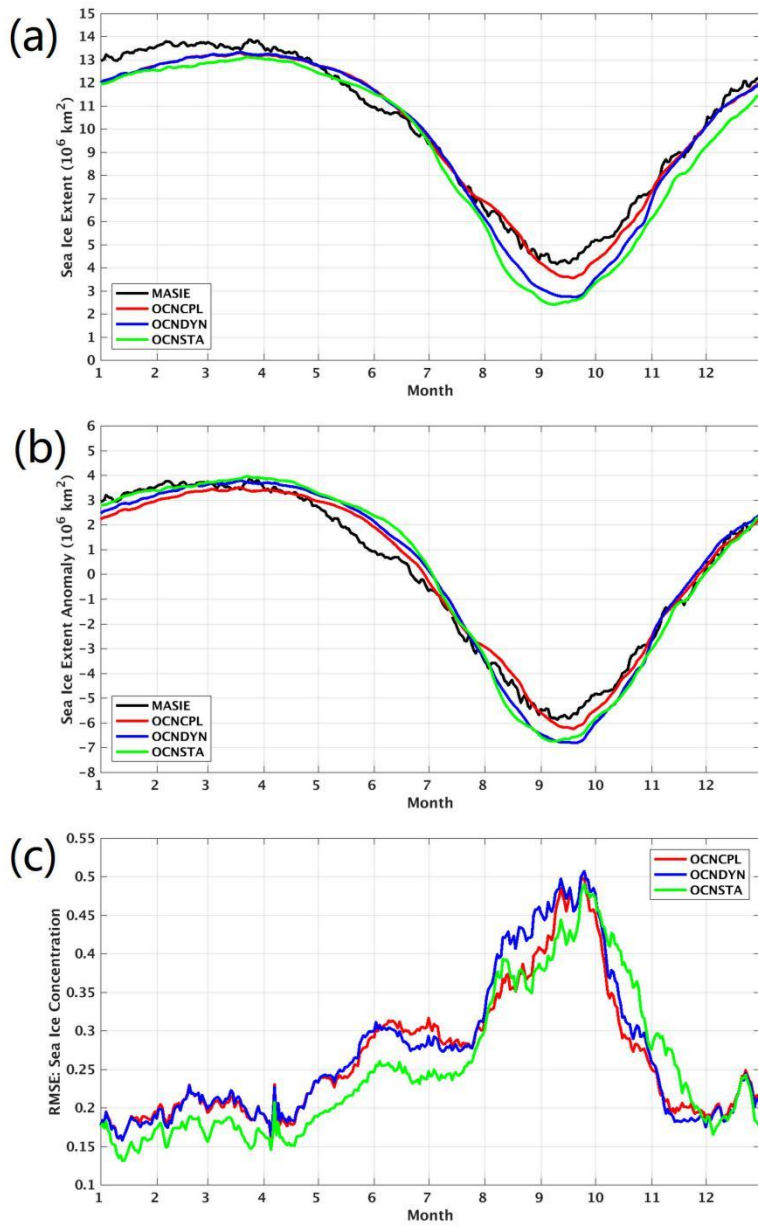 (a)
15
14
13
12
11
10
9
8
7
6
5
4
3
2
1
0
Sea Ice Extent (10⁶ km²)
MASIE
OCNCPL
OCNDYN
OCNSTA
1 2 3 4 5 6 7 8 9 10 11 12
Month
(b)
6
5
4
3
2
1
0
−1
−2
−3
−4
−5
−6
−7
−8
Sea Ice Extent Anomaly (10⁶ km²)
MASIE
OCNCPL
OCNDYN
OCNSTA
1 2 3 4 5 6 7 8 9 10 11 12
Month
(c)
0.55
0.5
0.45
0.4
0.35
0.3
0.25
0.2
0.15
0.1
RMSE: Sea Ice Concentration
OCNCPL
OCNDYN
OCNSTA
1 2 3 4 5 6 7 8 9 10 11 12
Month